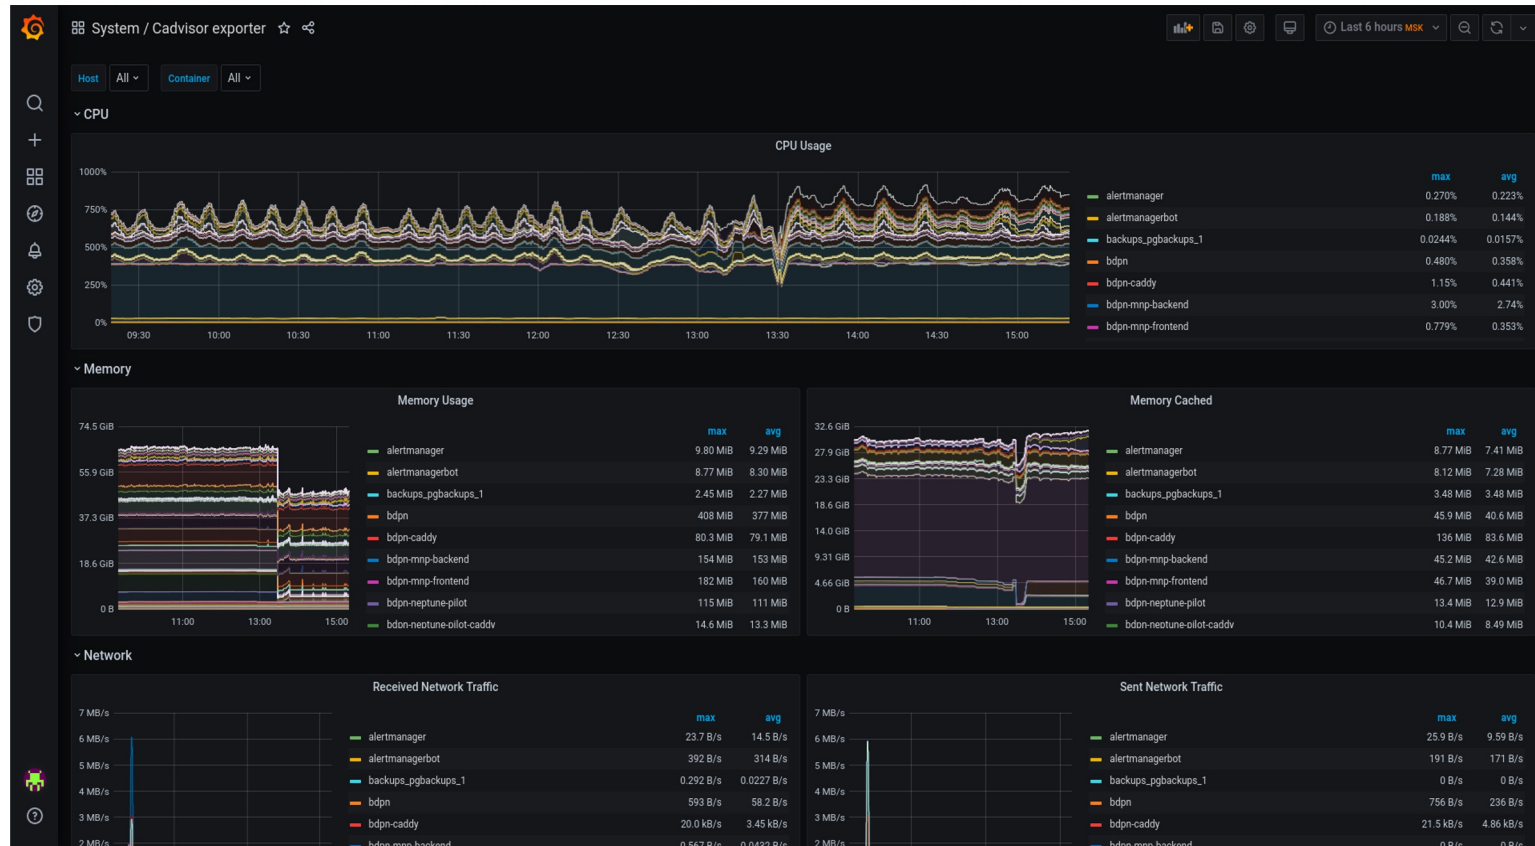 System / Cadvisor exporter
Last 6 hours MSK
Host All Container All
CPU
CPU Usage
1000%
750%
500%
250%
0%
09:30 10:00 10:30 11:00 11:30 12:00 12:30 13:00 13:30 14:00 14:30 15:00
max avg
alertmanager 0.270% 0.223%
alertmanagerbot 0.188% 0.144%
backups_pgbackups_1 0.0244% 0.0157%
bdpn 0.480% 0.358%
bdpn-caddy 1.15% 0.441%
bdpn-mnp-backend 3.00% 2.74%
bdpn-mnp-frontend 0.779% 0.353%
Memory
Memory Usage
74.5 GiB
55.9 GiB
37.3 GiB
18.6 GiB
0 B
11:00 13:00 15:00
max avg
alertmanager 9.80 MiB 9.29 MiB
alertmanagerbot 8.77 MiB 8.30 MiB
backups_pgbackups_1 2.45 MiB 2.27 MiB
bdpn 408 MiB 377 MiB
bdpn-caddy 80.3 MiB 79.1 MiB
bdpn-mnp-backend 154 MiB 153 MiB
bdpn-mnp-frontend 182 MiB 160 MiB
bdpn-neptune-pilot 115 MiB 111 MiB
bdpn-neptune-pilot-caddy 14.6 MiB 13.3 MiB
Memory Cached
32.6 GiB
27.9 GiB
23.3 GiB
18.6 GiB
14.0 GiB
9.31 GiB
4.66 GiB
0 B
11:00 13:00 15:00
max avg
alertmanager 8.77 MiB 7.41 MiB
alertmanagerbot 8.12 MiB 7.28 MiB
backups_pgbackups_1 3.48 MiB 3.48 MiB
bdpn 45.9 MiB 40.6 MiB
bdpn-caddy 136 MiB 83.6 MiB
bdpn-mnp-backend 45.2 MiB 42.6 MiB
bdpn-mnp-frontend 46.7 MiB 39.0 MiB
bdpn-neptune-pilot 13.4 MiB 12.9 MiB
bdpn-neptune-pilot-caddy 10.4 MiB 8.49 MiB
Network
Received Network Traffic
7 MB/s
6 MB/s
5 MB/s
4 MB/s
3 MB/s
2 MB/s
max avg
alertmanager 23.7 B/s 14.5 B/s
alertmanagerbot 392 B/s 314 B/s
backups_pgbackups_1 0.292 B/s 0.0227 B/s
bdpn 593 B/s 58.2 B/s
bdpn-caddy 20.0 kB/s 3.45 kB/s
bdpn-mnp-backend 0.567 B/s 0.0432 B/s
Sent Network Traffic
7 MB/s
6 MB/s
5 MB/s
4 MB/s
3 MB/s
2 MB/s
max avg
alertmanager 25.9 B/s 9.59 B/s
alertmanagerbot 191 B/s 171 B/s
backups_pgbackups_1 0 B/s 0 B/s
bdpn 756 B/s 236 B/s
bdpn-caddy 21.5 kB/s 4.86 kB/s
bdpn-mnp-backend 0 B/s 0 B/s